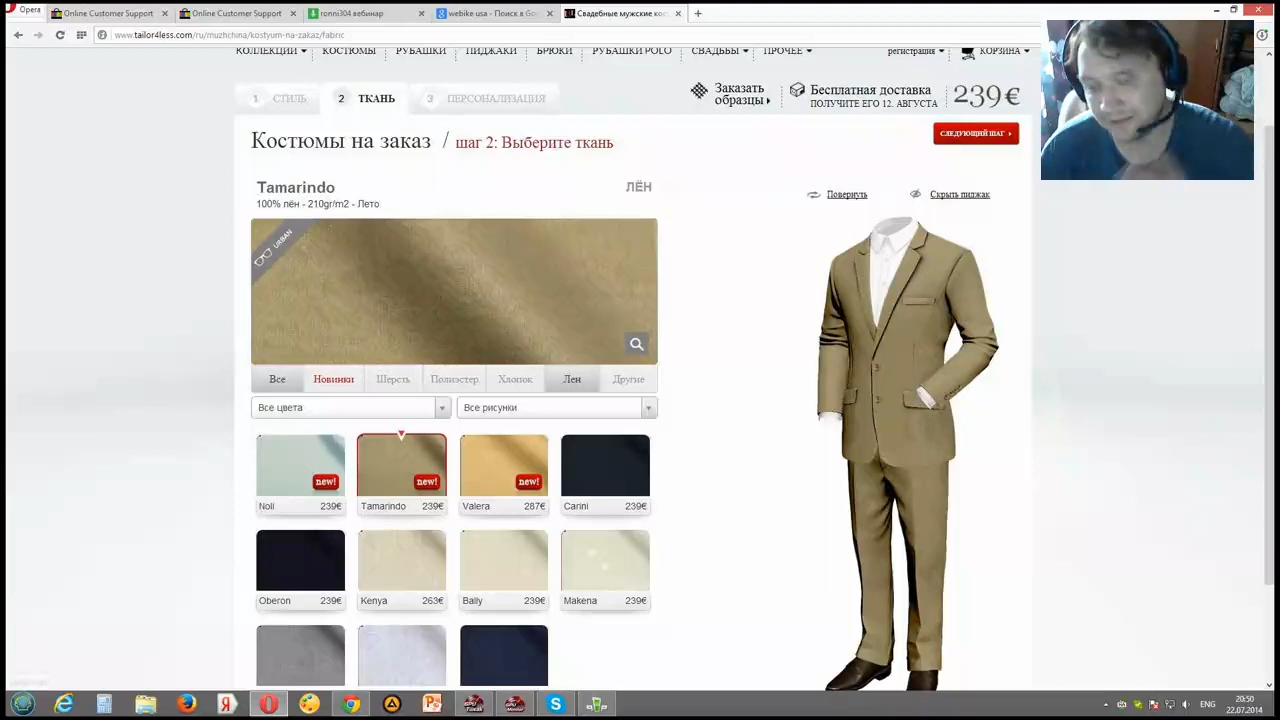 Opera
Online Customer Support
Online Customer Support
ronni304 вебинар
webike usa - Поиск в Go
Свадебные мужские кос
www.tailor4less.com/ru/muzhchina/kostyum-na-zakaz/fabric
КОЛЛЕКЦИИ
КОСТЮМЫ
РУБАШКИ
ПИДЖАКИ
БРЮКИ
РУБАШКИ POLO
СВАДЬБЫ
ПРОЧЕЕ
регистрация
КОРЗИНА
1 СТИЛЬ
2 ТКАНЬ
3 ПЕРСОНАЛИЗАЦИЯ
Заказать образцы
Бесплатная доставка
ПОЛУЧИТЕ ЕГО 12. АВГУСТА
239€
Костюмы на заказ / шаг 2: Выберите ткань
СЛЕДУЮЩИЙ ШАГ
Tamarindo
ЛЁН
100% лён - 210gr/m2 - Лето
Повернуть
Скрыть пиджак
URBAN
Все
Новинки
Шерсть
Полиэстер
Хлопок
Лен
Другие
Все цвета
Все рисунки
new!
new!
new!
Noli 239€
Tamarindo 239€
Valera 287€
Carini 239€
Oberon 239€
Kenya 263€
Bally 239€
Makena 239€
ENG
20:50
22.07.2014